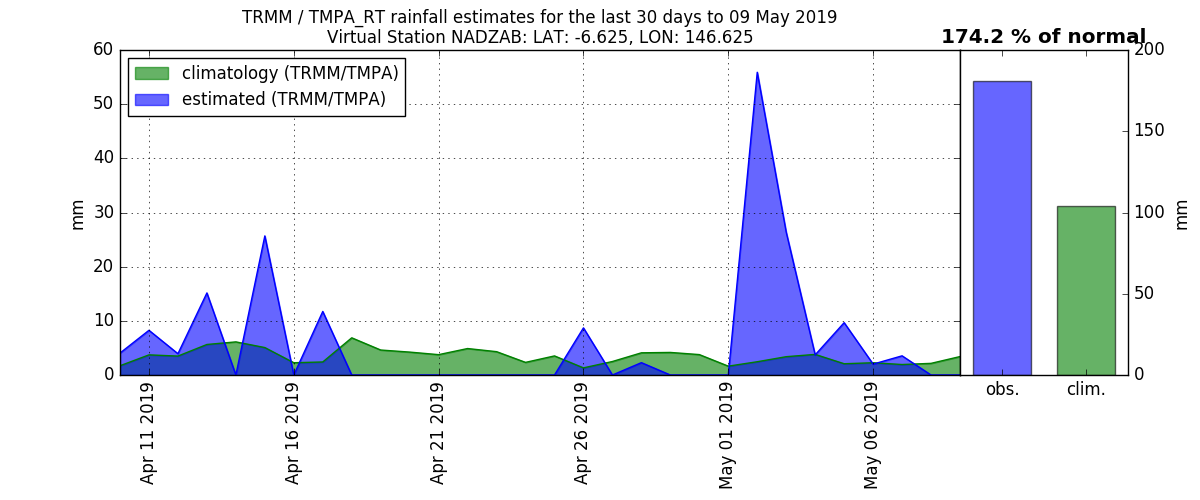 TRMM / TMPA_RT rainfall estimates for the last 30 days to 09 May 2019
Virtual Station NADZAB: LAT: -6.625, LON: 146.625
174.2 % of normal
climatology (TRMM/TMPA)
estimated (TRMM/TMPA)
60
50
40
30
20
10
0
mm
Apr 11 2019
Apr 16 2019
Apr 21 2019
Apr 26 2019
May 01 2019
May 06 2019
200
150
100
50
0
mm
obs.
clim.